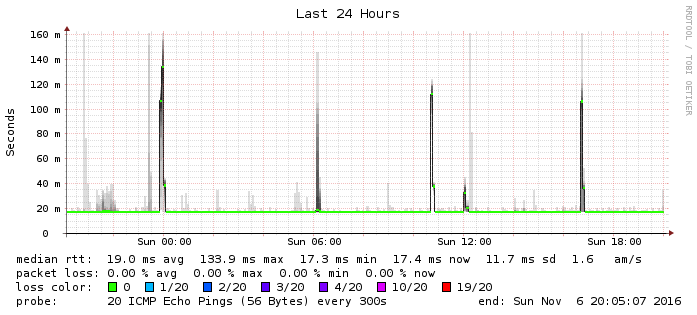 Last 24 Hours
RRDTOOL / TOBI OETIKER
Seconds
160 m
140 m
120 m
100 m
80 m
60 m
40 m
20 m
0
Sun 00:00 Sun 06:00 Sun 12:00 Sun 18:00
median rtt: 19.0 ms avg 133.9 ms max 17.3 ms min 17.4 ms now 11.7 ms sd 1.6 am/s
packet loss: 0.00 % avg 0.00 % max 0.00 % min 0.00 % now
loss color: 0 1/20 2/20 3/20 4/20 10/20 19/20
probe: 20 ICMP Echo Pings (56 Bytes) every 300s end: Sun Nov 6 20:05:07 2016